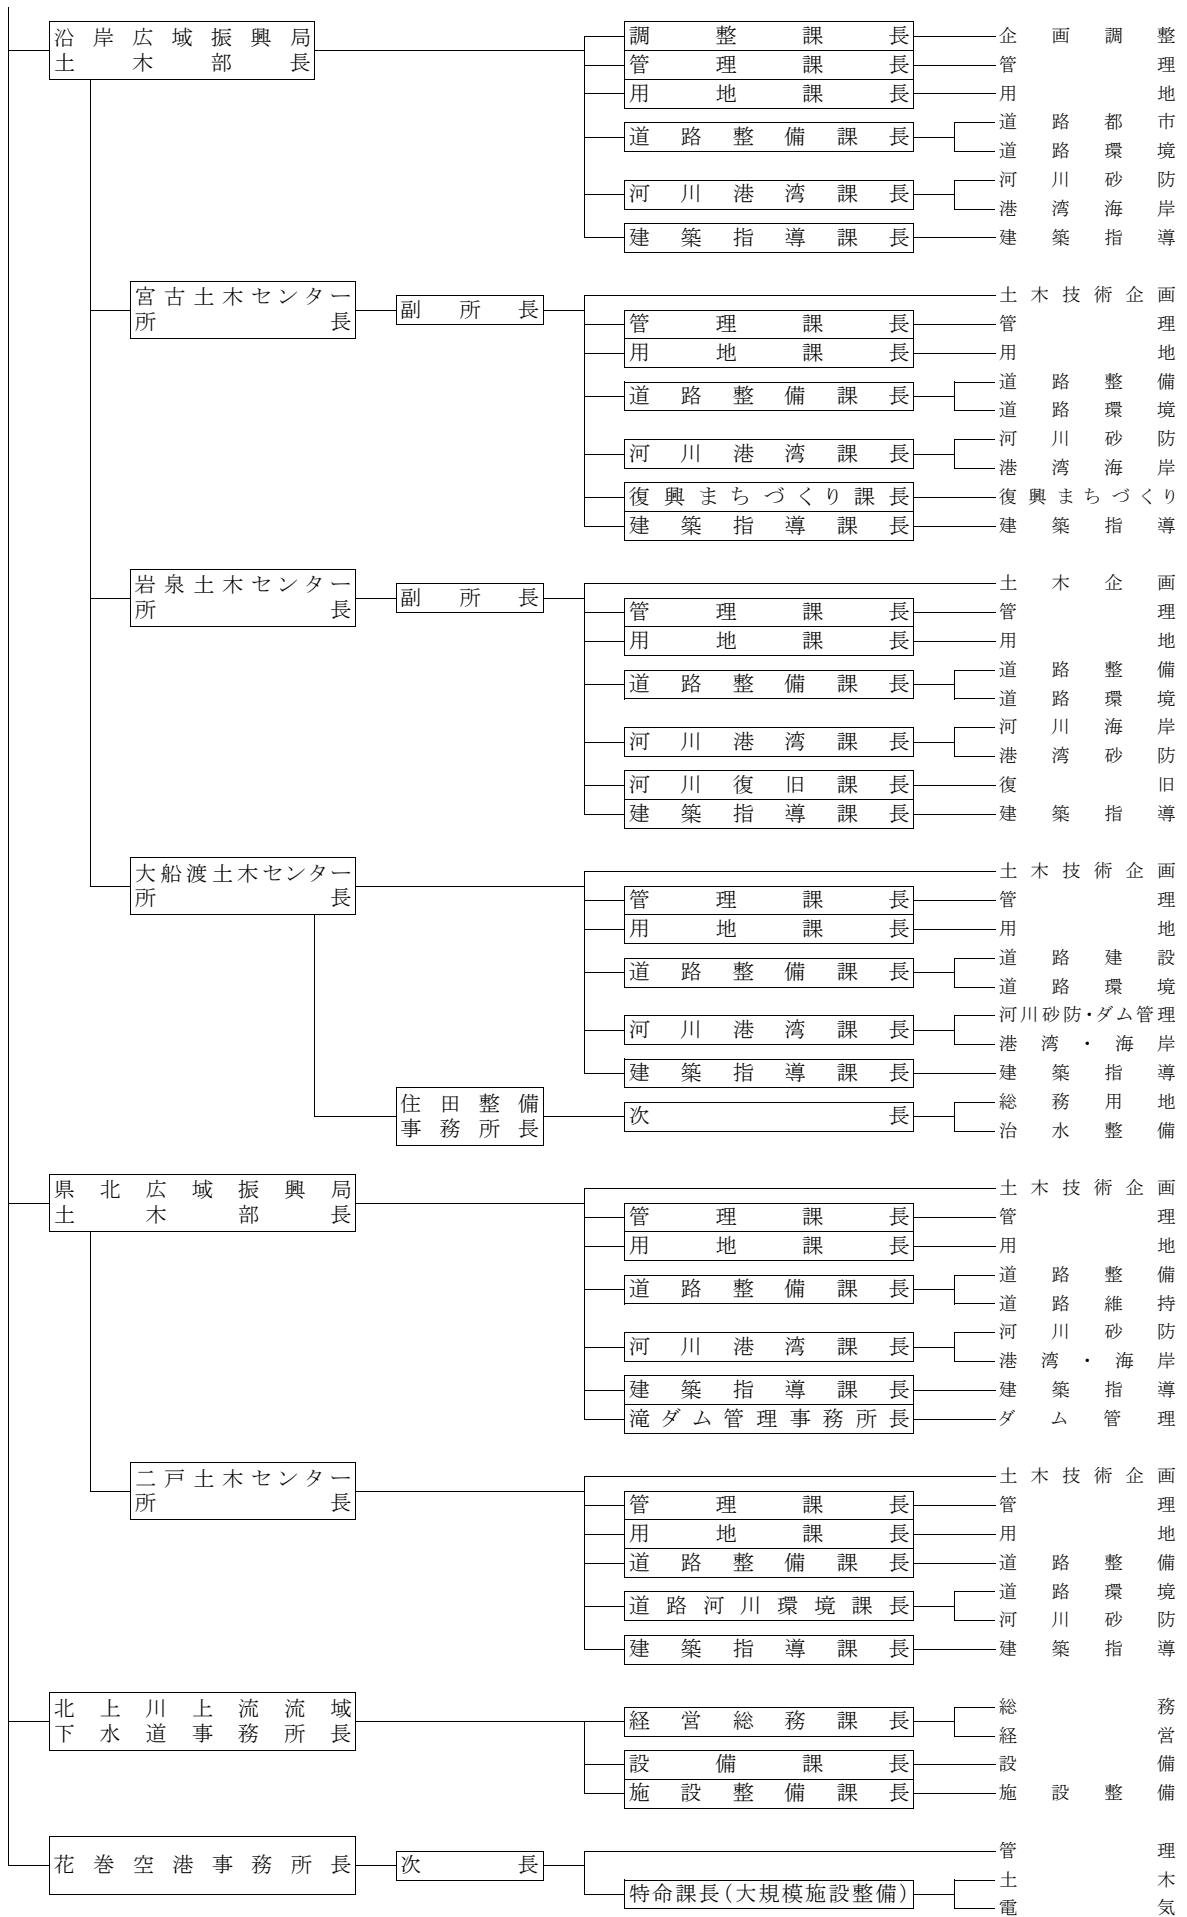 沿岸広域振興局
土木部長
調整課長 企画調整
管理課長 管理
用地課長 用地
道路整備課長 道路都市
道路環境
河川港湾課長 河川砂防
港湾海岸
建築指導課長 建築指導
宮古土木センター
所長
副所長 土木技術企画
管理課長 管理
用地課長 用地
道路整備課長 道路整備
道路環境
河川港湾課長 河川砂防
港湾海岸
復興まちづくり課長 復興まちづくり
建築指導課長 建築指導
岩泉土木センター
所長
副所長 土木企画
管理課長 管理
用地課長 用地
道路整備課長 道路整備
道路環境
河川港湾課長 河川海岸
港湾砂防
河川復旧課長 復旧
建築指導課長 建築指導
大船渡土木センター
所長
土木技術企画
管理課長 管理
用地課長 用地
道路整備課長 道路建設
道路環境
河川港湾課長 河川砂防・ダム管理
港湾・海岸
建築指導課長 建築指導
住田整備
事務所長
次長 総務用地
治水整備
県北広域振興局
土木部長
土木技術企画
管理課長 管理
用地課長 用地
道路整備課長 道路整備
道路維持
河川港湾課長 河川砂防
港湾・海岸
建築指導課長 建築指導
滝ダム管理事務所長 ダム管理
二戸土木センター
所長
土木技術企画
管理課長 管理
用地課長 用地
道路整備課長 道路整備
道路河川環境課長 道路環境
河川砂防
建築指導課長 建築指導
北上川上流流域
下水道事務所長
経営総務課長 総務
経営
設備課長 設備
施設整備課長 施設整備
花巻空港事務所長 次長 管理
特命課長(大規模施設整備) 土木
電気